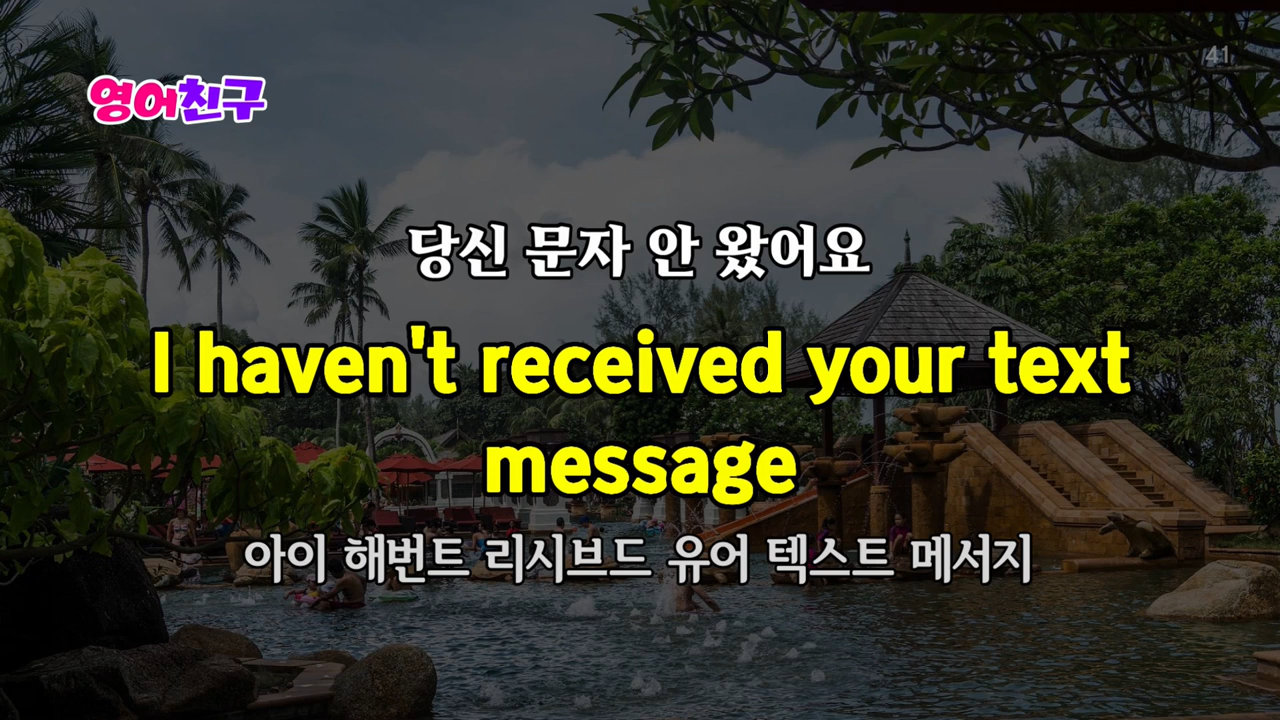 41
영어친구
당신 문자 안 왔어요
I haven't received your text
message
아이 해번트 리시브드 유어 텍스트 메서지